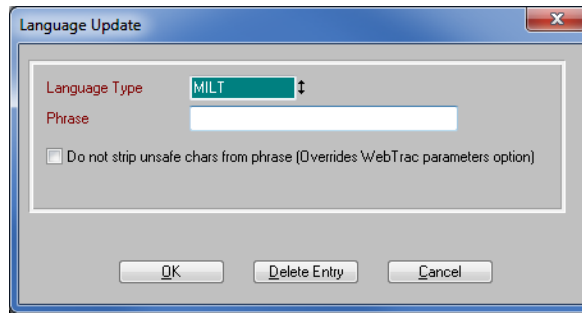 Language Update
Language Type MILT
Phrase
Do not strip unsafe chars from phrase (Overrides WebTrac parameters option)
OK Delete Entry Cancel